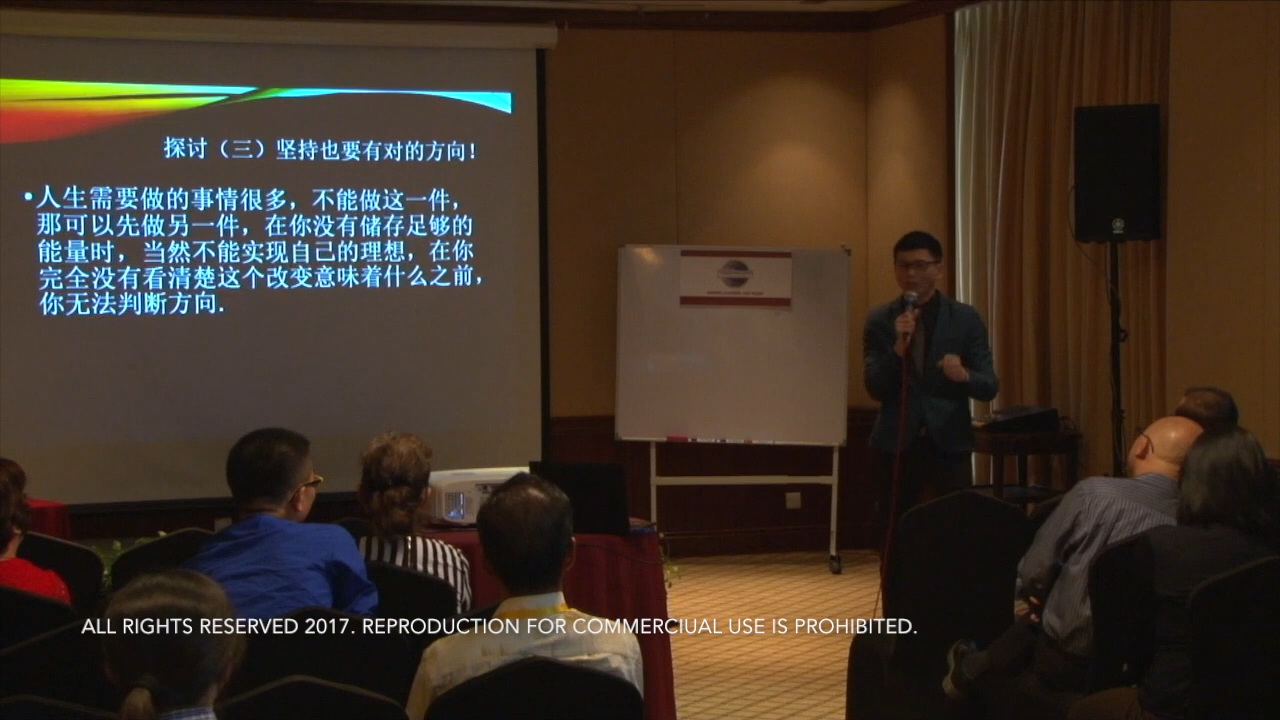 探讨（三）坚持也要有对的方向！
•人生需要做的事情很多，不能做这一件，
那可以先做另一件，在你没有储存足够的
能量时，当然不能实现自己的理想，在你
完全没有看清楚这个改变意味着什么之前，
你无法判断方向.
ALL RIGHTS RESERVED 2017. REPRODUCTION FOR COMMERCIUAL USE IS PROHIBITED.